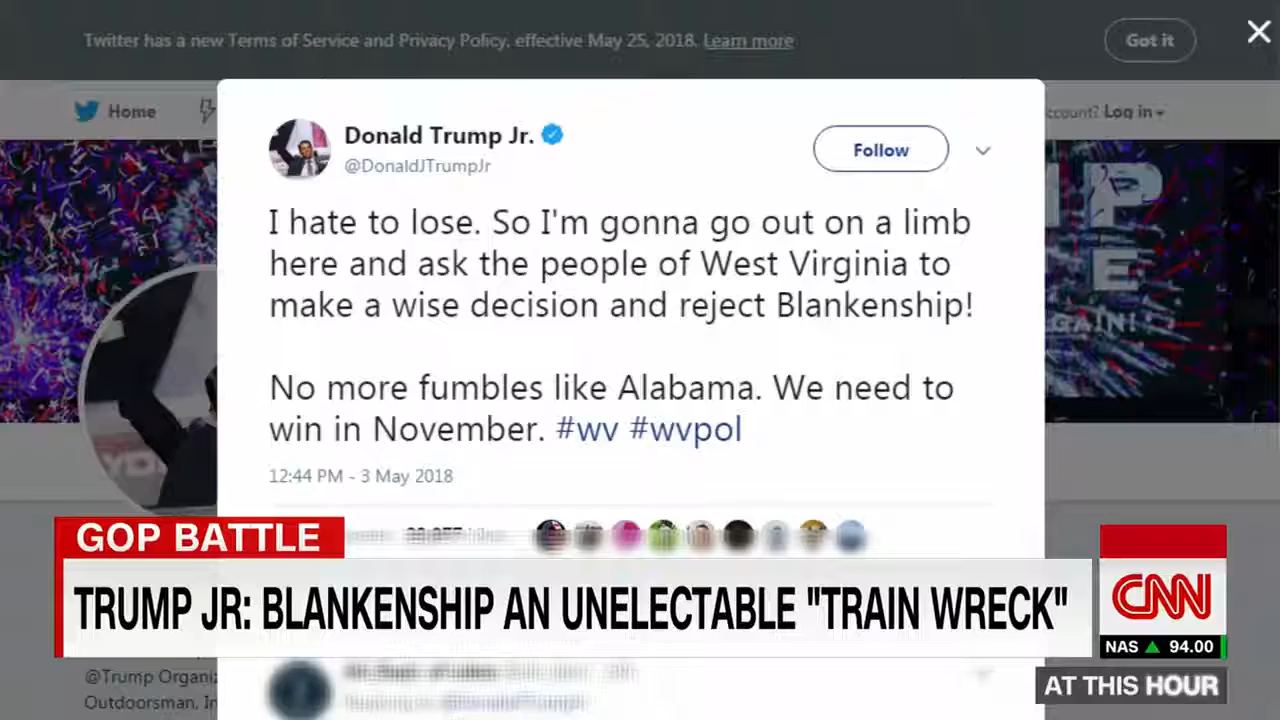 Twitter has a new Terms of Service and Privacy Policy, effective May 25, 2018. Learn more
Got it
Home
Log in
Donald Trump Jr.
@DonaldJTrumpJr
Follow
I hate to lose. So I'm gonna go out on a limb
here and ask the people of West Virginia to
make a wise decision and reject Blankenship!
No more fumbles like Alabama. We need to
win in November. #wv #wvpol
12:44 PM - 3 May 2018
GOP BATTLE
TRUMP JR: BLANKENSHIP AN UNELECTABLE "TRAIN WRECK"
CNN
NAS ▲ 94.00
AT THIS HOUR
@Trump
Outdoorsman,